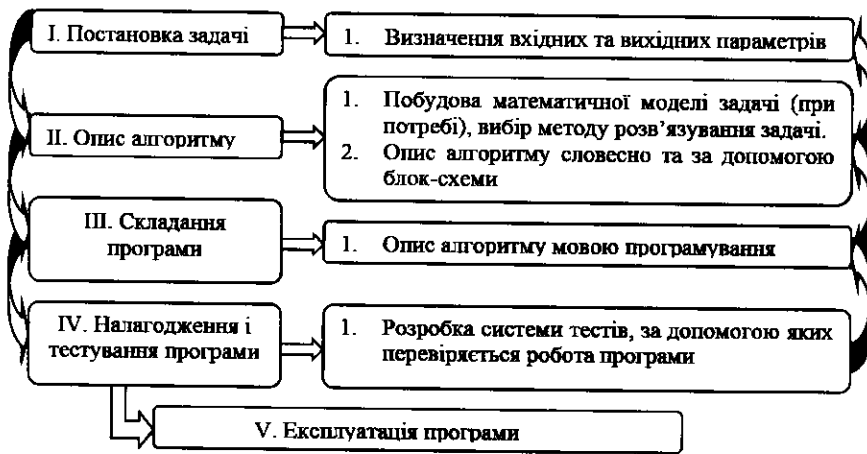 I. Постановка задачі
1. Визначення вхідних та вихідних параметрів
II. Опис алгоритму
1. Побудова математичної моделі задачі (при
потребі), вибір методу розв’язування задачі.
2. Опис алгоритму словесно та за допомогою
блок-схеми
III. Складання
програми
1. Опис алгоритму мовою програмування
IV. Налагодження і
тестування програми
1. Розробка системи тестів, за допомогою яких
перевіряється робота програми
V. Експлуатація програми